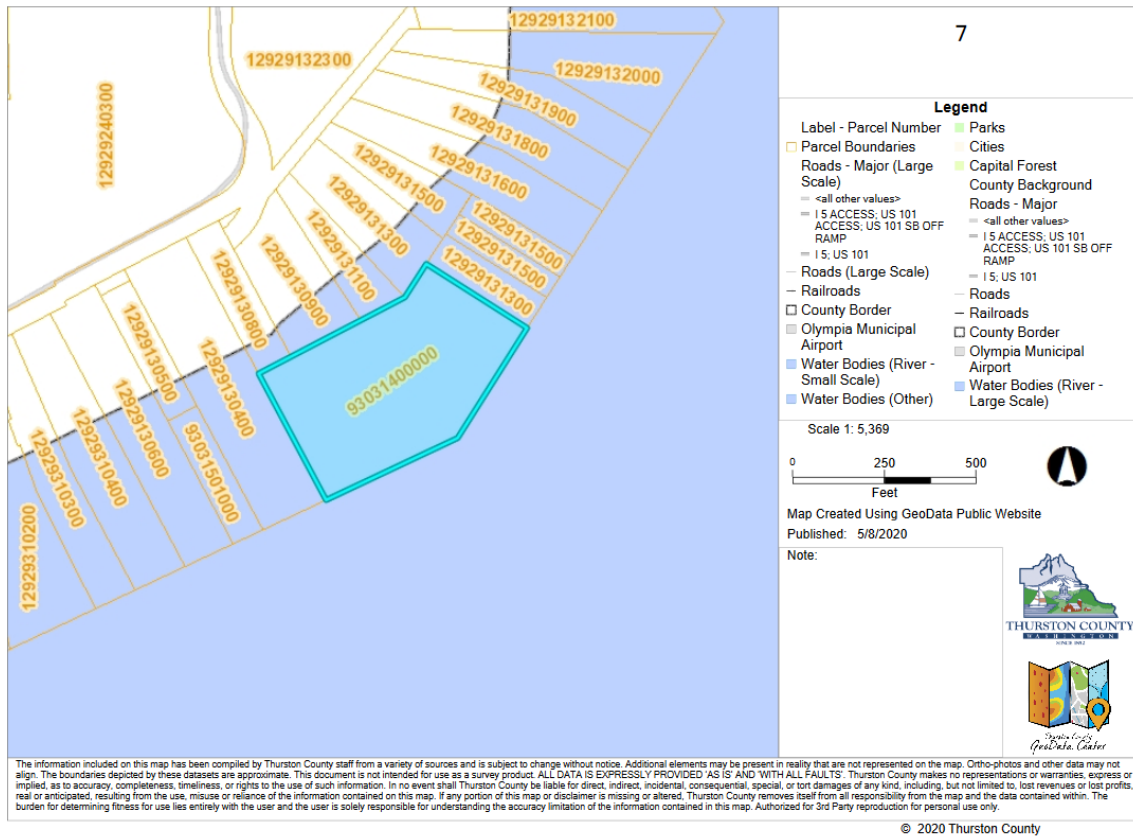 12929132100
12929132300
12929132000
12929240300
12929131900
12929131800
12929131600
12929131500
12929131300
12929131500
12929131500
12929131300
12929131100
12929130900
12929130800
93031400000
12929130500
12929130400
12929130600
93031501000
12929310400
12929310300
12929310200
7
Legend
Label - Parcel Number
Parcel Boundaries
Roads - Major (Large
Scale)
<all other values>
I 5 ACCESS; US 101
ACCESS; US 101 SB OFF
RAMP
I 5; US 101
Roads (Large Scale)
Railroads
County Border
Olympia Municipal
Airport
Water Bodies (River -
Small Scale)
Water Bodies (Other)
Parks
Cities
Capital Forest
County Background
Roads - Major
<all other values>
I 5 ACCESS; US 101
ACCESS; US 101 SB OFF
RAMP
I 5; US 101
Roads
Railroads
County Border
Olympia Municipal
Airport
Water Bodies (River -
Large Scale)
Scale 1: 5,369
0 250 500
Feet
Map Created Using GeoData Public Website
Published: 5/8/2020
Note:
THURSTON COUNTY
WASHINGTON
SINCE 1852
Thurston County
GeoData Center
The information included on this map has been compiled by Thurston County staff from a variety of sources and is subject to change without notice. Additional elements may be present in reality that are not represented on the map. Ortho-photos and other data may not
align. The boundaries depicted by these datasets are approximate. This document is not intended for use as a survey product. ALL DATA IS EXPRESSLY PROVIDED 'AS IS' AND 'WITH ALL FAULTS'. Thurston County makes no representations or warranties, express or
implied, as to accuracy, completeness, timeliness, or rights to the use of such information. In no event shall Thurston County be liable for direct, indirect, incidental, consequential, special, or tort damages of any kind, including, but not limited to, lost revenues or lost profits,
real or anticipated, resulting from the use, misuse or reliance of the information contained on this map. If any portion of this map or disclaimer is missing or altered, Thurston County removes itself from all responsibility from the map and the data contained within. The
burden for determining fitness for use lies entirely with the user and the user is solely responsible for understanding the accuracy limitation of the information contained in this map. Authorized for 3rd Party reproduction for personal use only.
© 2020 Thurston County